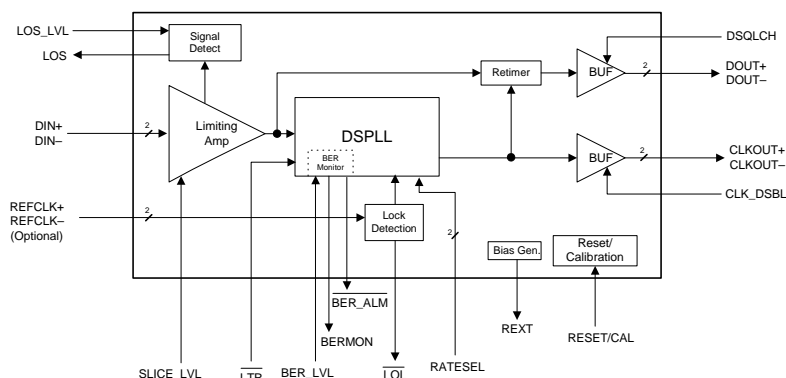 LOS_LVL
LOS
Signal
Detect
DSQLCH
Retimer
BUF
2
DOUT+
DOUT–
DIN+
DIN–
2
Limiting
Amp
DSPLL
BER
Monitor
BUF
2
CLKOUT+
CLKOUT–
CLK_DSBL
REFCLK+
REFCLK–
(Optional)
2
Lock
Detection
2
Bias Gen.
Reset/
Calibration
BER_ALM
BERMON
REXT
RESET/CAL
SLICE_LVL
LTR
BER_LVL
LOL
RATESEL